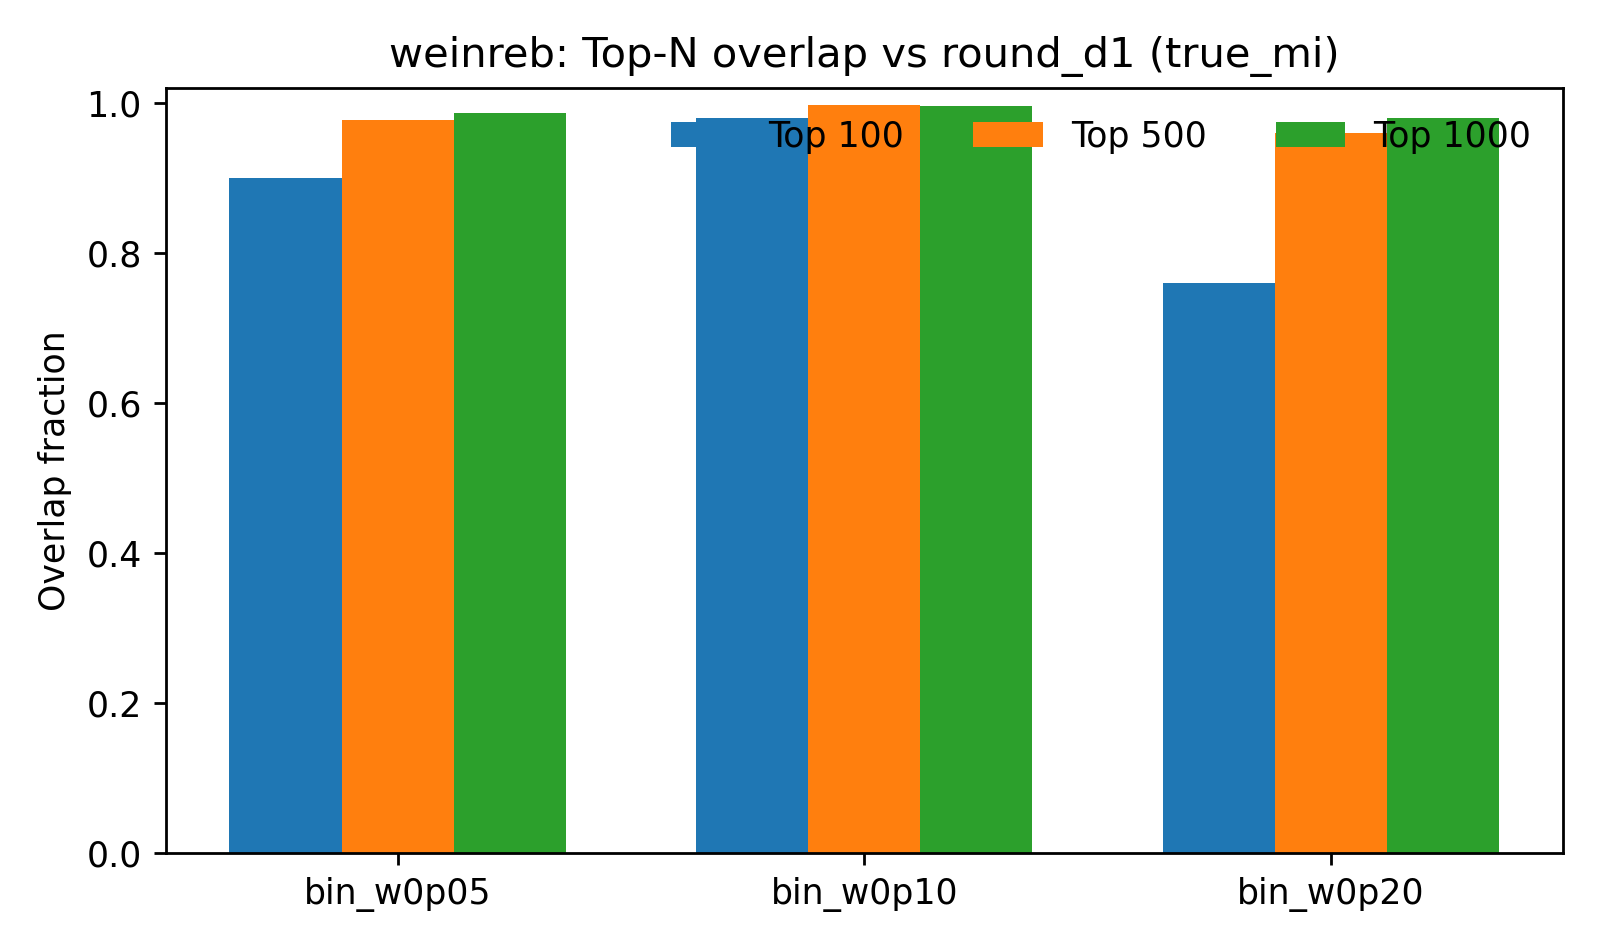 weinreb: Top-N overlap vs round_d1 (true_mi)
1.0
0.8
0.6
0.4
0.2
0.0
Overlap fraction
Top 100 Top 500 Top 1000
bin_w0p05 bin_w0p10 bin_w0p20